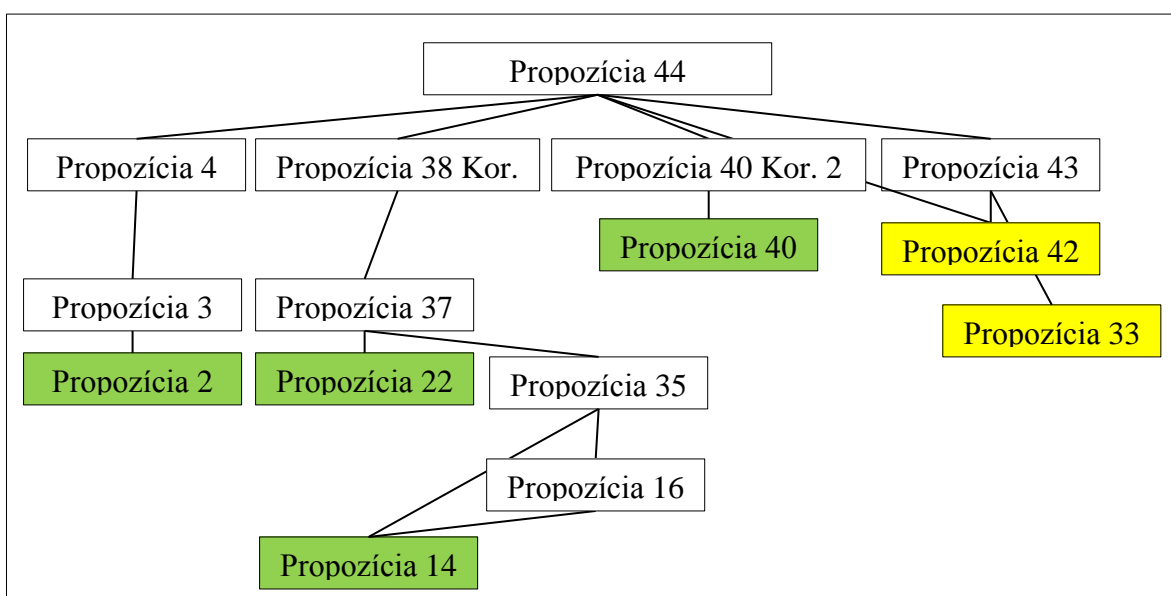 Propozícia 44
Propozícia 4
Propozícia 38 Kor.
Propozícia 40 Kor. 2
Propozícia 43
Propozícia 40
Propozícia 42
Propozícia 3
Propozícia 37
Propozícia 33
Propozícia 2
Propozícia 22
Propozícia 35
Propozícia 16
Propozícia 14